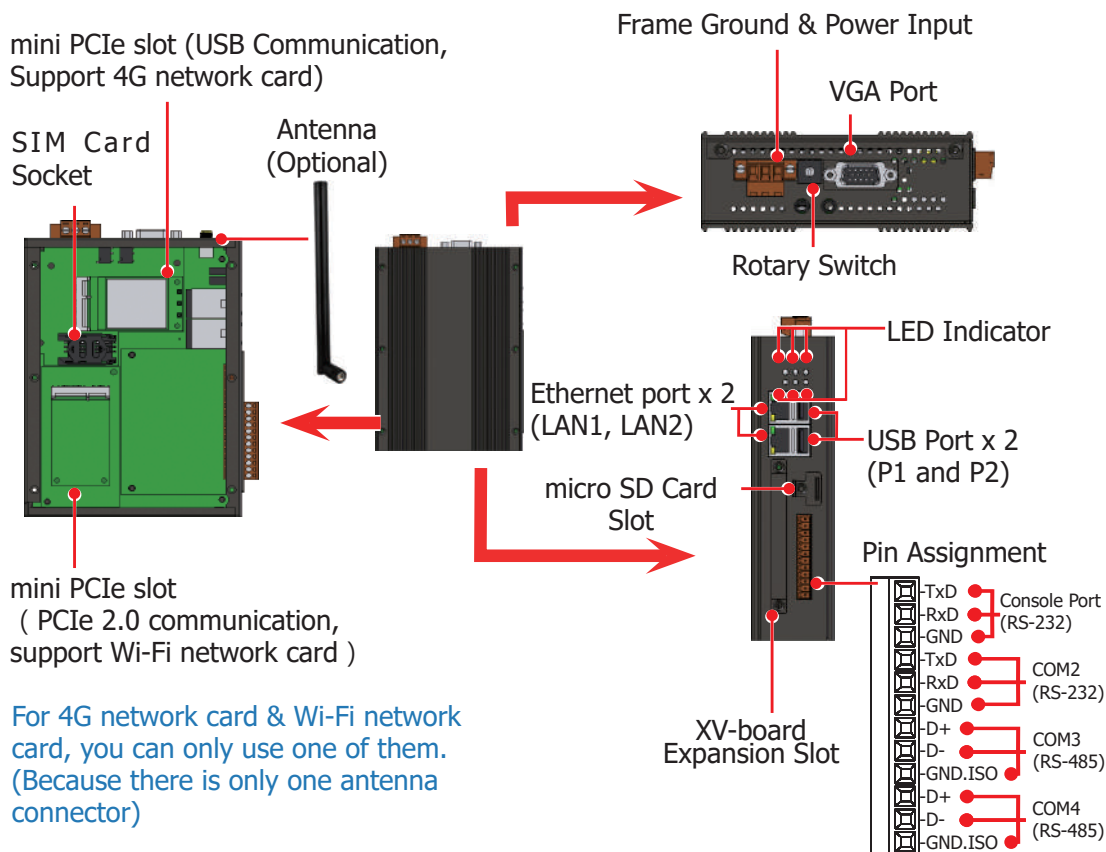 mini PCIe slot (USB Communication,
Support 4G network card)
SIM Card
Socket
Antenna
(Optional)
Frame Ground & Power Input
VGA Port
Rotary Switch
LED Indicator
Ethernet port x 2
(LAN1, LAN2)
USB Port x 2
(P1 and P2)
micro SD Card
Slot
mini PCIe slot
( PCIe 2.0 communication,
support Wi-Fi network card )
For 4G network card & Wi-Fi network
card, you can only use one of them.
(Because there is only one antenna
connector)
XV-board
Expansion Slot
Pin Assignment
-TxD
-RxD
-GND
Console Port
(RS-232)
-TxD
-RxD
-GND
COM2
(RS-232)
-D+
-D-
-GND.ISO
COM3
(RS-485)
-D+
-D-
-GND.ISO
COM4
(RS-485)